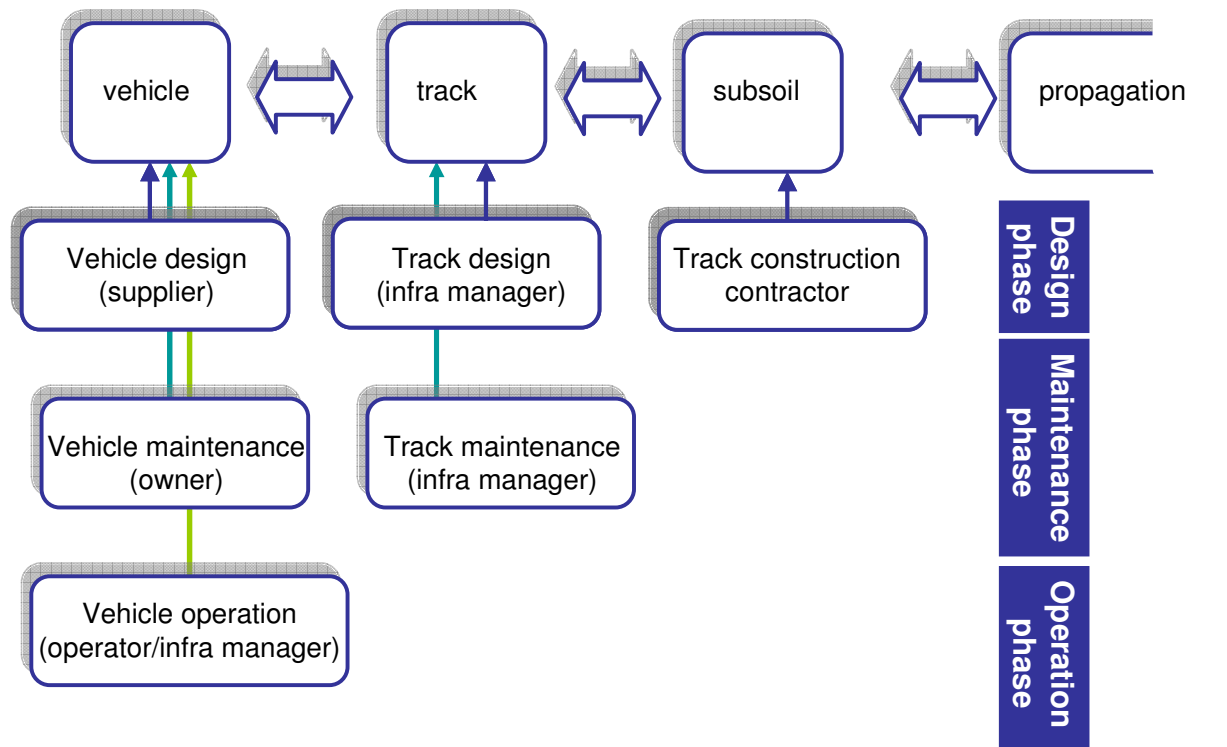 vehicle
track
subsoil
propagation
Vehicle design
(supplier)
Track design
(infra manager)
Track construction
contractor
Design
phase
Vehicle maintenance
(owner)
Track maintenance
(infra manager)
Maintenance
phase
Vehicle operation
(operator/infra manager)
Operation
phase